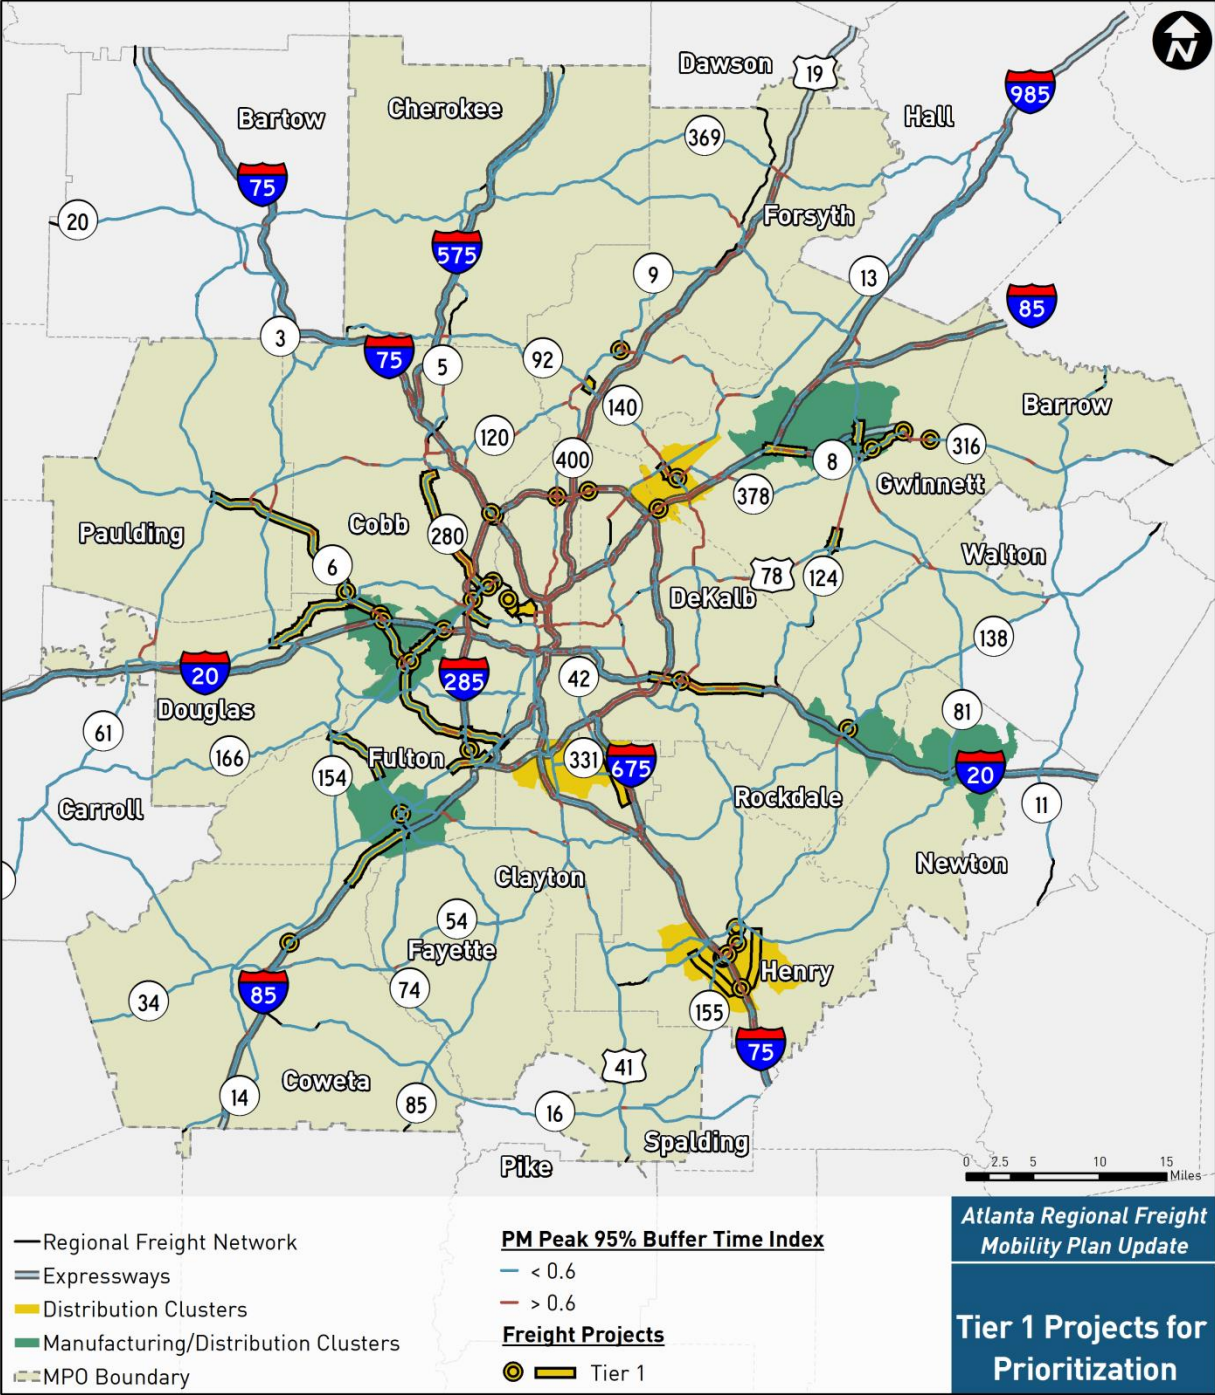 N
Dawson
19
985
Bartow
Cherokee
Hall
369
75
20
Forsyth
575
9
13
85
3
75
5
92
140
Barrow
120
400
8
316
Gwinnett
378
Paulding
Cobb
280
Walton
6
78
124
DeKalb
138
20
285
42
Douglas
81
61
166
Fulton
331
675
154
20
Carroll
Rockdale
11
Newton
Clayton
54
Fayette
Henry
34
85
74
155
75
41
Coweta
14
85
16
Spalding
Pike
0 2.5 5 10 15
Miles
Regional Freight Network
Expressways
Distribution Clusters
Manufacturing/Distribution Clusters
MPO Boundary
PM Peak 95% Buffer Time Index
< 0.6
> 0.6
Freight Projects
Tier 1
Atlanta Regional Freight
Mobility Plan Update
Tier 1 Projects for
Prioritization